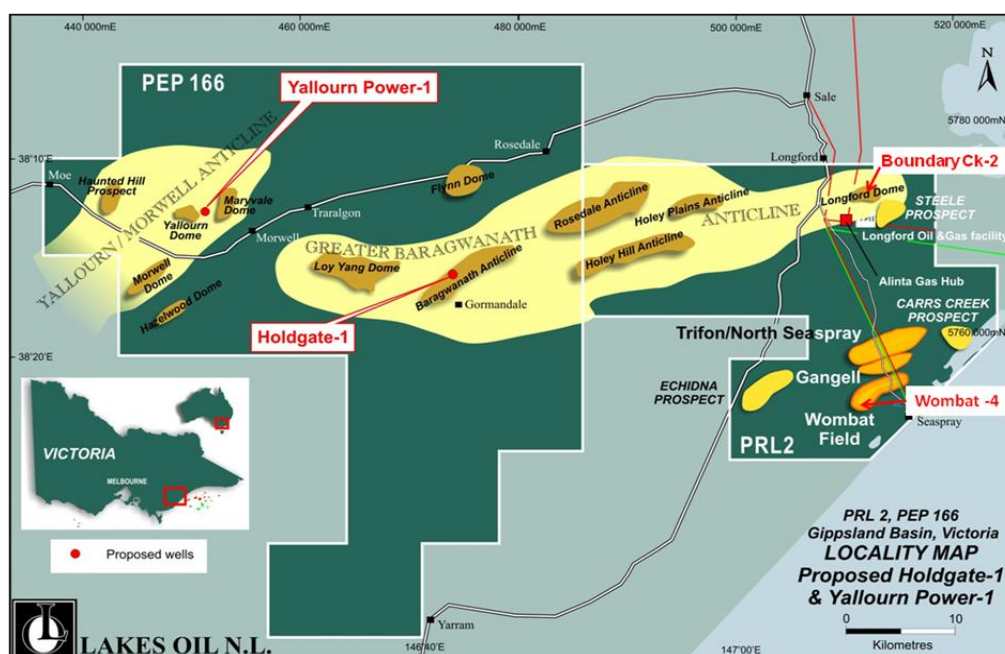 440 000mE
460 000mE
480 000mE
500 000mE
520 000mE
PEP 166
Yallourn Power-1
N
Sale
5780 000mN
38°10'E
Moe
Haunted Hill
Prospect
YALLOURN / MORWELL ANTICLINE
Yallourn
Dome
Maryvale
Dome
Morwell
Dome
Hazelwood Dome
Morwell
Traralgon
Rosedale
Flynn Dome
Longford
Boundary Ck-2
Longford Dome
STEELE
PROSPECT
Rosedale Anticline
Holey Plains Anticline
GREATER BARAGWANATH
ANTICLINE
Loy Yang Dome
Baragwanath Anticline
Holey Hill Anticline
Longford Oil &Gas facility
Alinta Gas Hub
Gormandale
CARRS CREEK
PROSPECT
Holdgate-1
38°20'E
Trifon/North Seaspray
5760 000mN
Gangell
ECHIDNA
PROSPECT
Wombat -4
Wombat
Field
Seaspray
PRL2
VICTORIA
MELBOURNE
Proposed wells
PRL 2, PEP 166
Gippsland Basin, Victoria
LOCALITY MAP
Proposed Holdgate-1
& Yallourn Power-1
0
10
Kilometres
Yarram
L
LAKES OIL N.L.
146°40'E
147°00'E